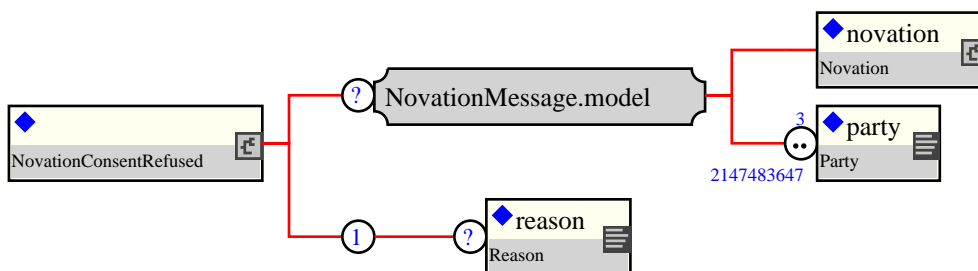 novation
Novation
?
NovationMessage.model
3
party
Party
2147483647
NovationConsentRefused
1
?
reason
Reason